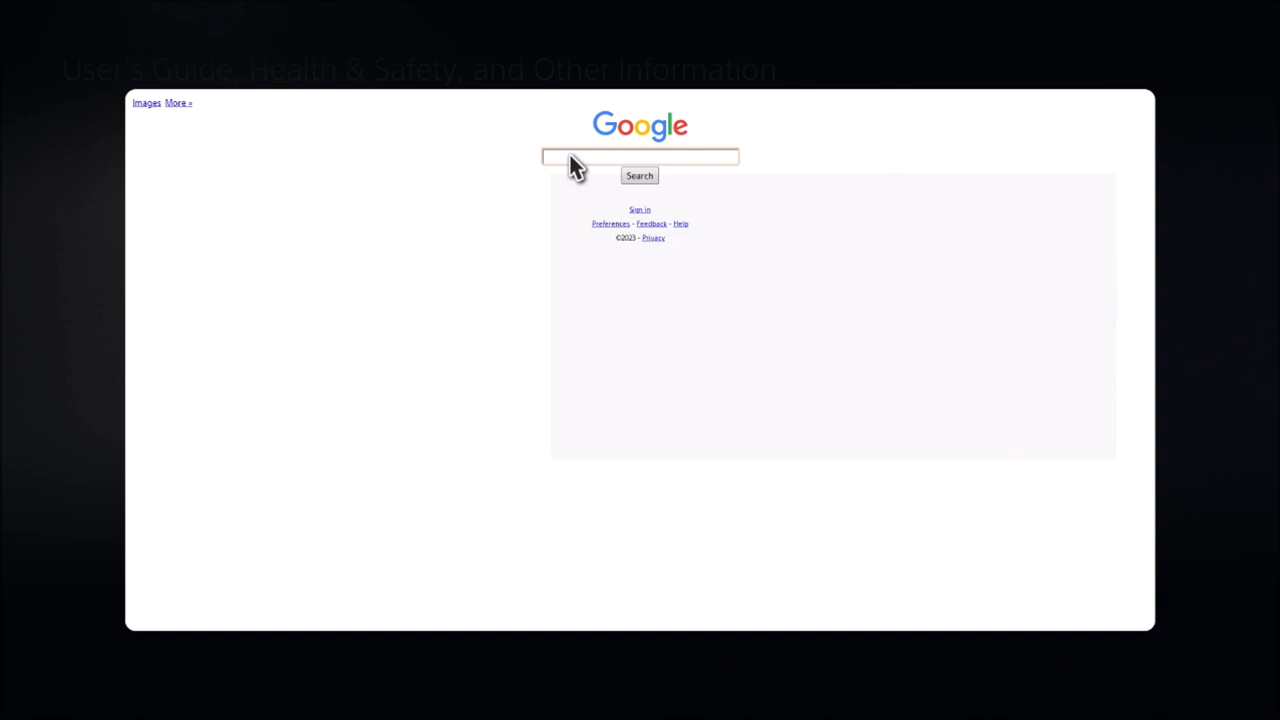 User's Guide, Health & Safety, and Other Information
Images More »
Google
Search
Sign in
Preferences - Feedback - Help
©2023 - Privacy